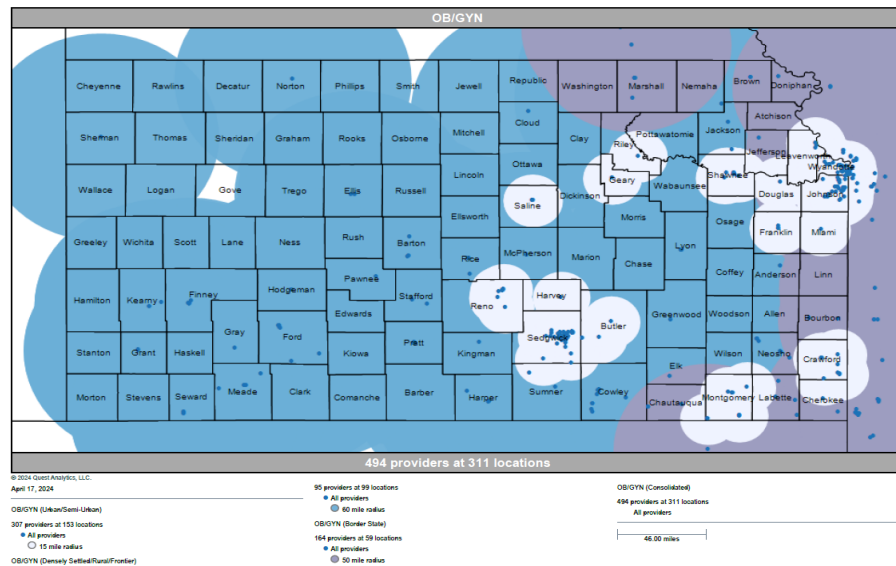 OB/GYN
Cheyenne Rawlins Decatur Norton Phillips Smith Jewell Republic Washington Marshall Nemaha Brown Doniphan
Cloud Atchison
Sherman Thomas Sheridan Graham Rooks Osborne Mitchell Clay Riley Pottawatomie Jackson Jefferson Leavenworth
Ottawa Wyandotte
Wallace Logan Gove Trego Ellis Russell Lincoln Dickinson Geary Wabaunsee Shawnee Douglas Johnson
Saline
Ellsworth Morris Osage Franklin Miami
Greeley Wichita Scott Lane Ness Rush Barton Rice McPherson Marion Chase Lyon
Coffey Anderson Linn
Hamilton Kearny Finney Hodgeman Pawnee Stafford Reno Harvey
Edwards Greenwood Woodson Allen Bourbon
Gray Ford Sedgwick Butler
Stanton Grant Haskell Kiowa Pratt Kingman Wilson Neosho Crawford
Elk
Morton Stevens Seward Meade Clark Comanche Barber Harper Sumner Cowley Chautauqua Montgomery Labette Cherokee
494 providers at 311 locations
© 2024 Quest Analytics, LLC.
April 17, 2024
OB/GYN (Urban/Semi-Urban)
307 providers at 153 locations
All providers
15 mile radius
OB/GYN (Densely Settled/Rural/Frontier)
95 providers at 99 locations
All providers
60 mile radius
OB/GYN (Border State)
164 providers at 59 locations
All providers
50 mile radius
OB/GYN (Consolidated)
494 providers at 311 locations
All providers
46.00 miles